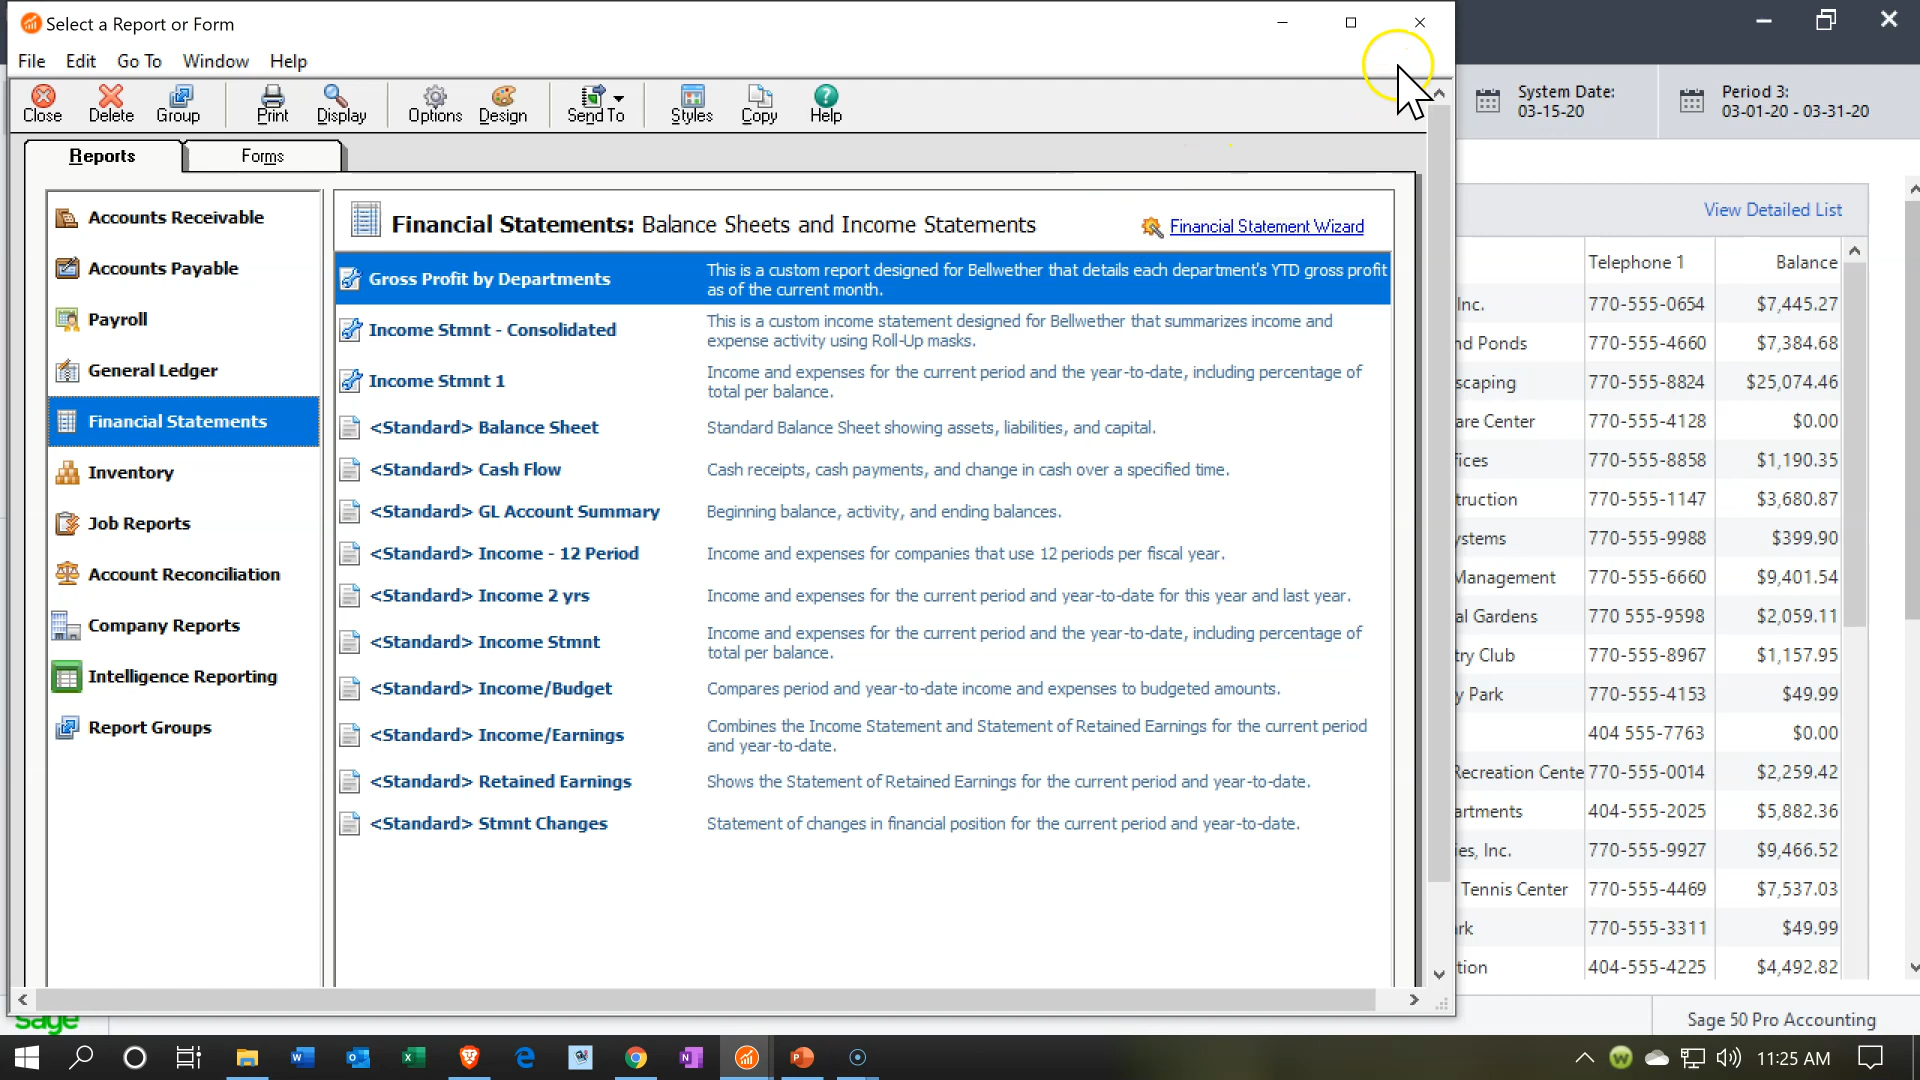 Select a Report or Form
File Edit Go To Window Help
Close Delete Group Print Display Options Design Send To Styles Copy Help
System Date:
03-15-20
Period 3:
03-01-20 - 03-31-20
Reports Forms
Accounts Receivable
Accounts Payable
Payroll
General Ledger
Financial Statements
Inventory
Job Reports
Account Reconciliation
Company Reports
Intelligence Reporting
Report Groups
Financial Statements: Balance Sheets and Income Statements
Financial Statement Wizard
Gross Profit by Departments
This is a custom report designed for Bellwether that details each department's YTD gross profit
as of the current month.
Income Stmnt - Consolidated
This is a custom income statement designed for Bellwether that summarizes income and
expense activity using Roll-Up masks.
Income Stmnt 1
Income and expenses for the current period and the year-to-date, including percentage of
total per balance.
<Standard> Balance Sheet Standard Balance Sheet showing assets, liabilities, and capital.
<Standard> Cash Flow Cash receipts, cash payments, and change in cash over a specified time.
<Standard> GL Account Summary Beginning balance, activity, and ending balances.
<Standard> Income - 12 Period Income and expenses for companies that use 12 periods per fiscal year.
<Standard> Income 2 yrs Income and expenses for the current period and year-to-date for this year and last year.
<Standard> Income Stmnt
Income and expenses for the current period and the year-to-date, including percentage of
total per balance.
<Standard> Income/Budget Compares period and year-to-date income and expenses to budgeted amounts.
<Standard> Income/Earnings
Combines the Income Statement and Statement of Retained Earnings for the current period
and year-to-date.
<Standard> Retained Earnings Shows the Statement of Retained Earnings for the current period and year-to-date.
<Standard> Stmnt Changes Statement of changes in financial position for the current period and year-to-date.
View Detailed List
Telephone 1 Balance
Inc. 770-555-0654 $7,445.27
nd Ponds 770-555-4660 $7,384.68
scaping 770-555-8824 $25,074.46
are Center 770-555-4128 $0.00
fices 770-555-8858 $1,190.35
truction 770-555-1147 $3,680.87
ystems 770-555-9988 $399.90
Management 770-555-6660 $9,401.54
al Gardens 770 555-9598 $2,059.11
try Club 770-555-8967 $1,157.95
y Park 770-555-4153 $49.99
404 555-7763 $0.00
Recreation Cente 770-555-0014 $2,259.42
artments 404-555-2025 $5,882.36
ies, Inc. 770-555-9927 $9,466.52
Tennis Center 770-555-4469 $7,537.03
rk 770-555-3311 $49.99
tion 404-555-4225 $4,492.82
sage
Sage 50 Pro Accounting
11:25 AM